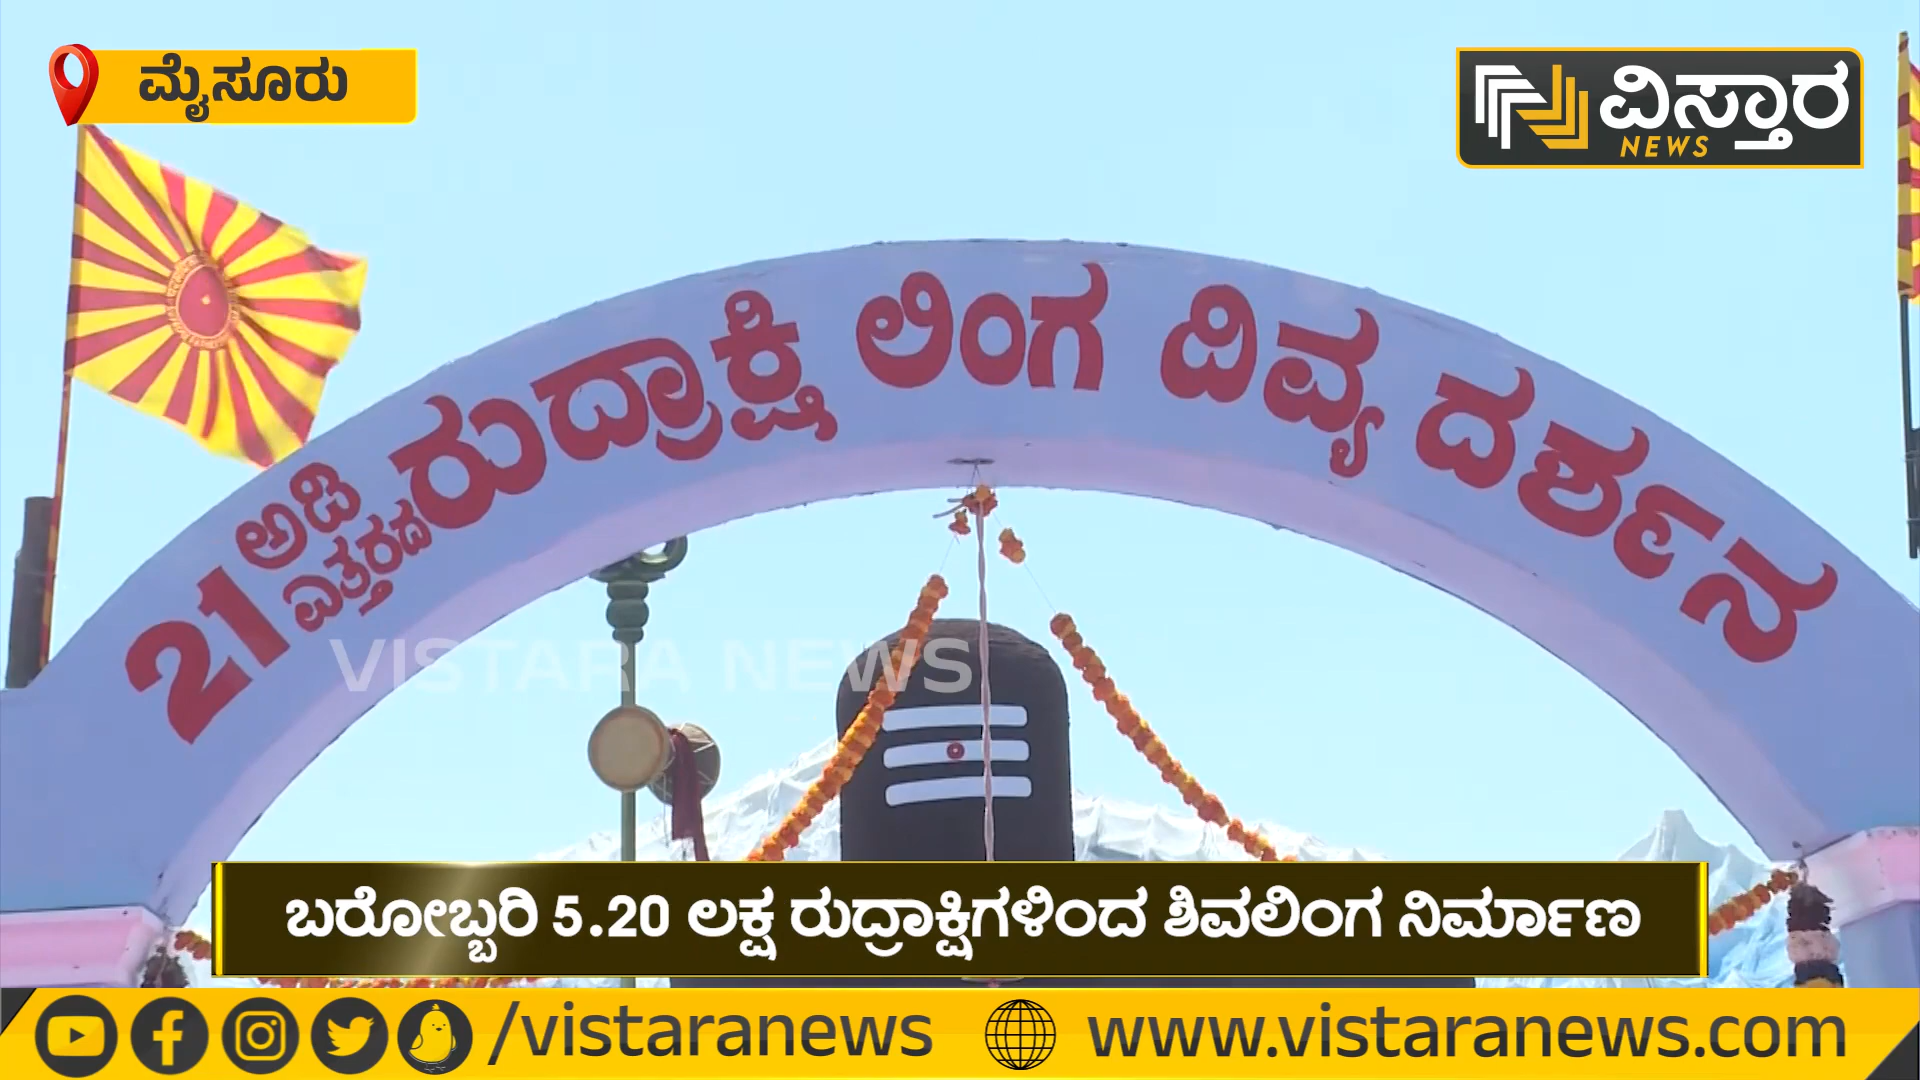 ಮೈಸೂರು
ವಿಸ್ತಾರ
NEWS
21 ಅಡಿ ಎತ್ತರದ ರುದ್ರಾಕ್ಷಿ ಲಿಂಗ ದಿವ್ಯ ದರ್ಶನ
VISTARA NEWS
ಬರೋಬ್ಬರಿ 5.20 ಲಕ್ಷ ರುದ್ರಾಕ್ಷಿಗಳಿಂದ ಶಿವಲಿಂಗ ನಿರ್ಮಾಣ
/vistaranews
www.vistaranews.com